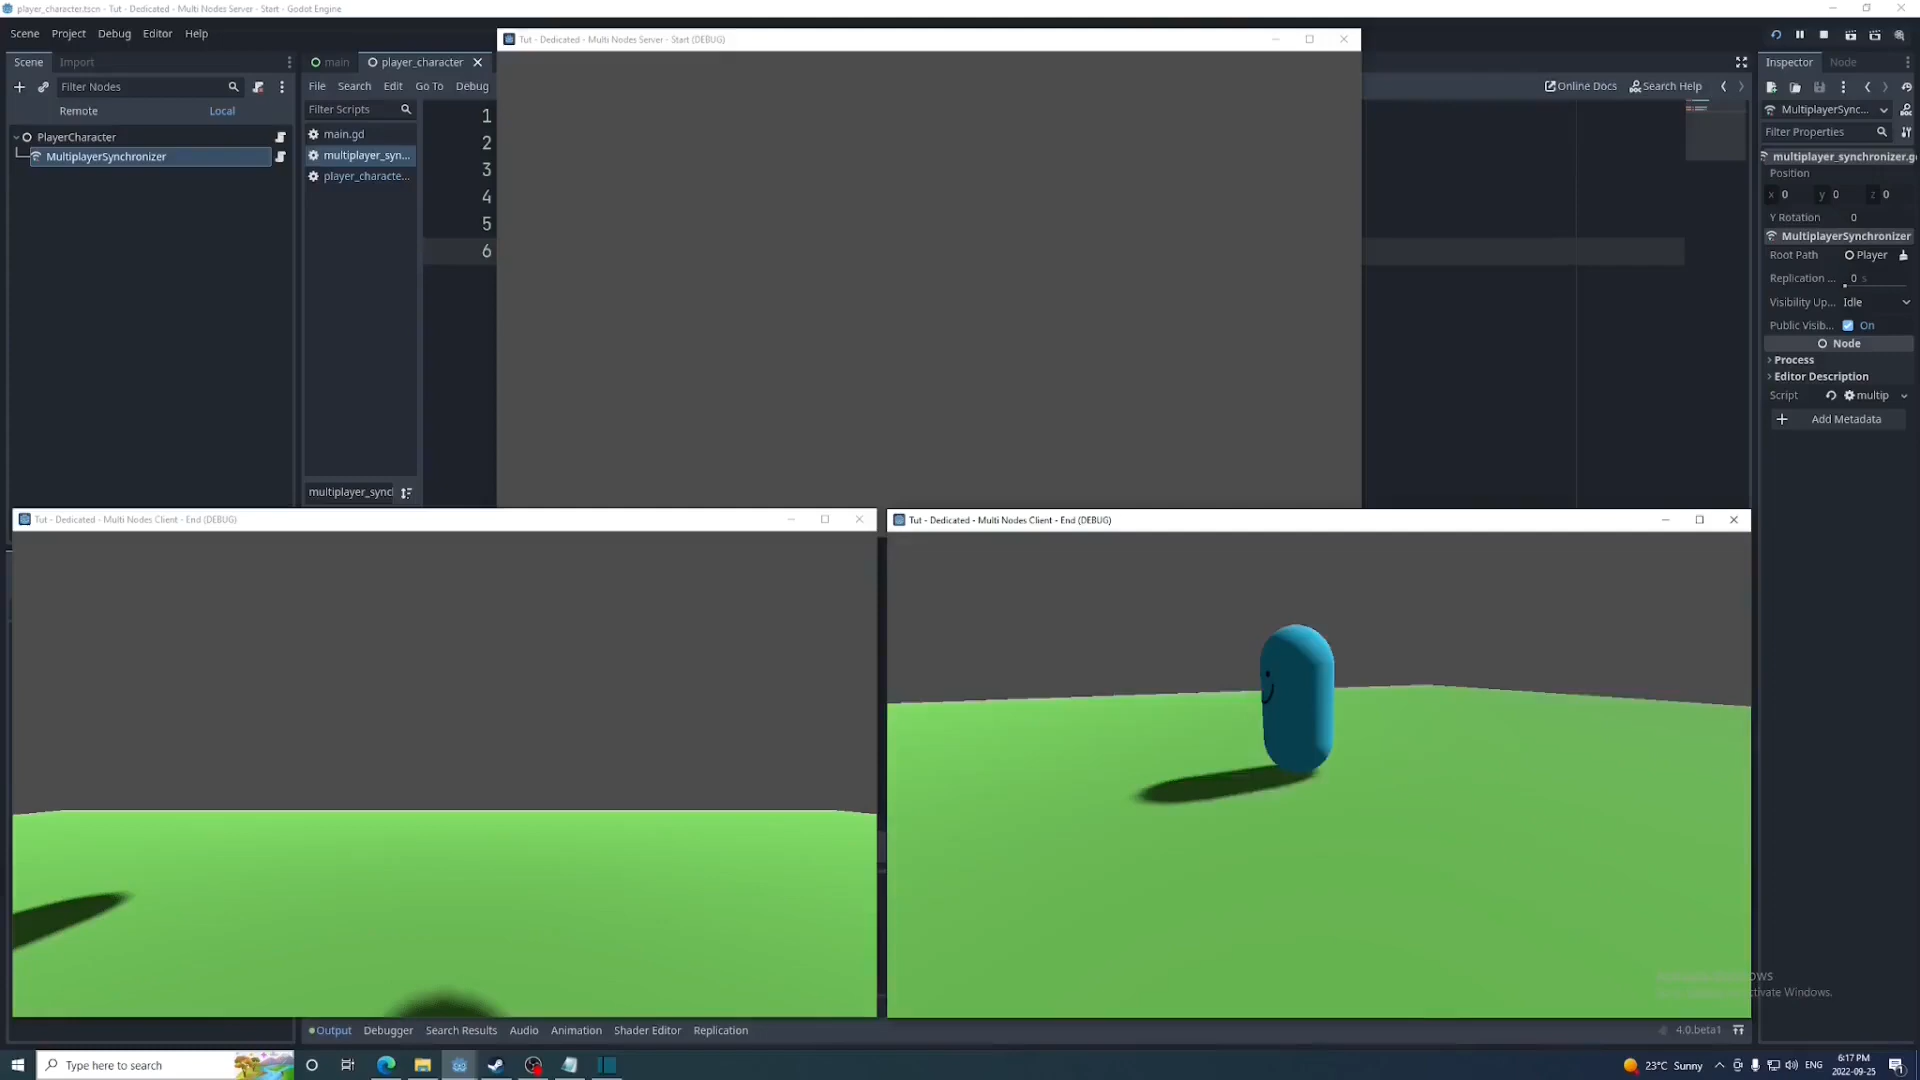 player_character.tscn - Tut - Dedicated - Multi Nodes Server - Start - Godot Engine
Scene Project Debug Editor Help
Tut - Dedicated - Multi Nodes Server - Start (DEBUG)
Scene Import
main player_character
Inspector Node
Filter Nodes
File Search Edit Go To Debug
Online Docs Search Help
Remote Local
Filter Scripts
1
2
3
4
5
6
MultiplayerSync...
Filter Properties
PlayerCharacter
MultiplayerSynchronizer
main.gd
multiplayer_syn...
player_characte...
multiplayer_synchronizer.g
Position
x 0 y 0 z 0
Y Rotation 0
MultiplayerSynchronizer
Root Path Player
Replication ... 0 s
Visibility Up... Idle
Public Visib... On
Node
Process
Editor Description
Script multip
Add Metadata
multiplayer_sync
Tut - Dedicated - Multi Nodes Client - End (DEBUG)
Tut - Dedicated - Multi Nodes Client - End (DEBUG)
ctivate Windows.
Output Debugger Search Results Audio Animation Shader Editor Replication
4.0.beta1
Type here to search
23°C Sunny
ENG
6:17 PM
2022-09-25